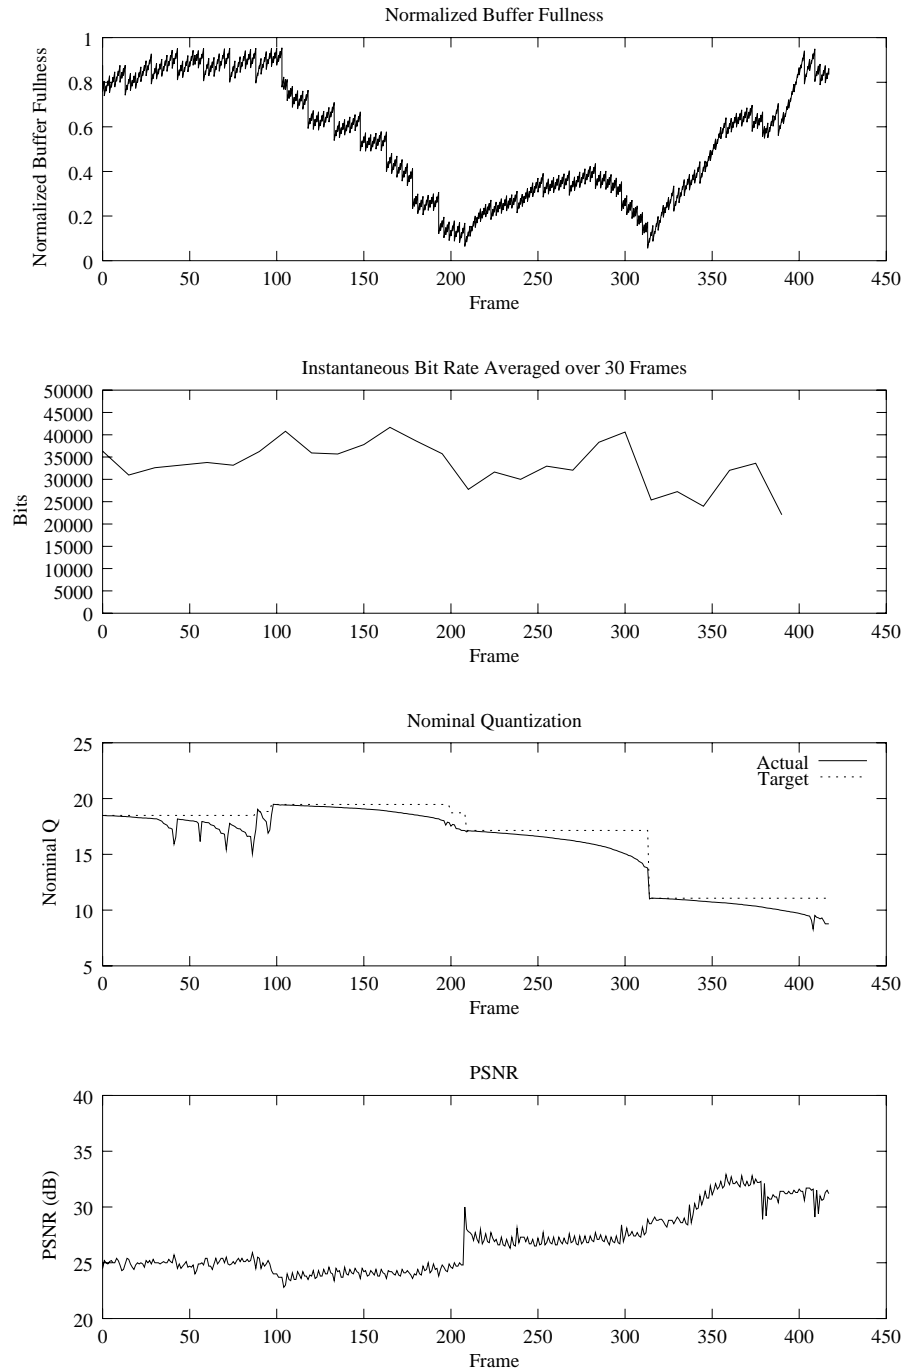 Normalized Buffer Fullness
Normalized Buffer Fullness
1
0.8
0.6
0.4
0.2
0
0 50 100 150 200 250 300 350 400 450
Frame
Instantaneous Bit Rate Averaged over 30 Frames
Bits
50000
45000
40000
35000
30000
25000
20000
15000
10000
5000
0
0 50 100 150 200 250 300 350 400 450
Frame
Nominal Quantization
Nominal Q
25
20
15
10
5
Actual
Target
0 50 100 150 200 250 300 350 400 450
Frame
PSNR
PSNR (dB)
40
35
30
25
20
0 50 100 150 200 250 300 350 400 450
Frame